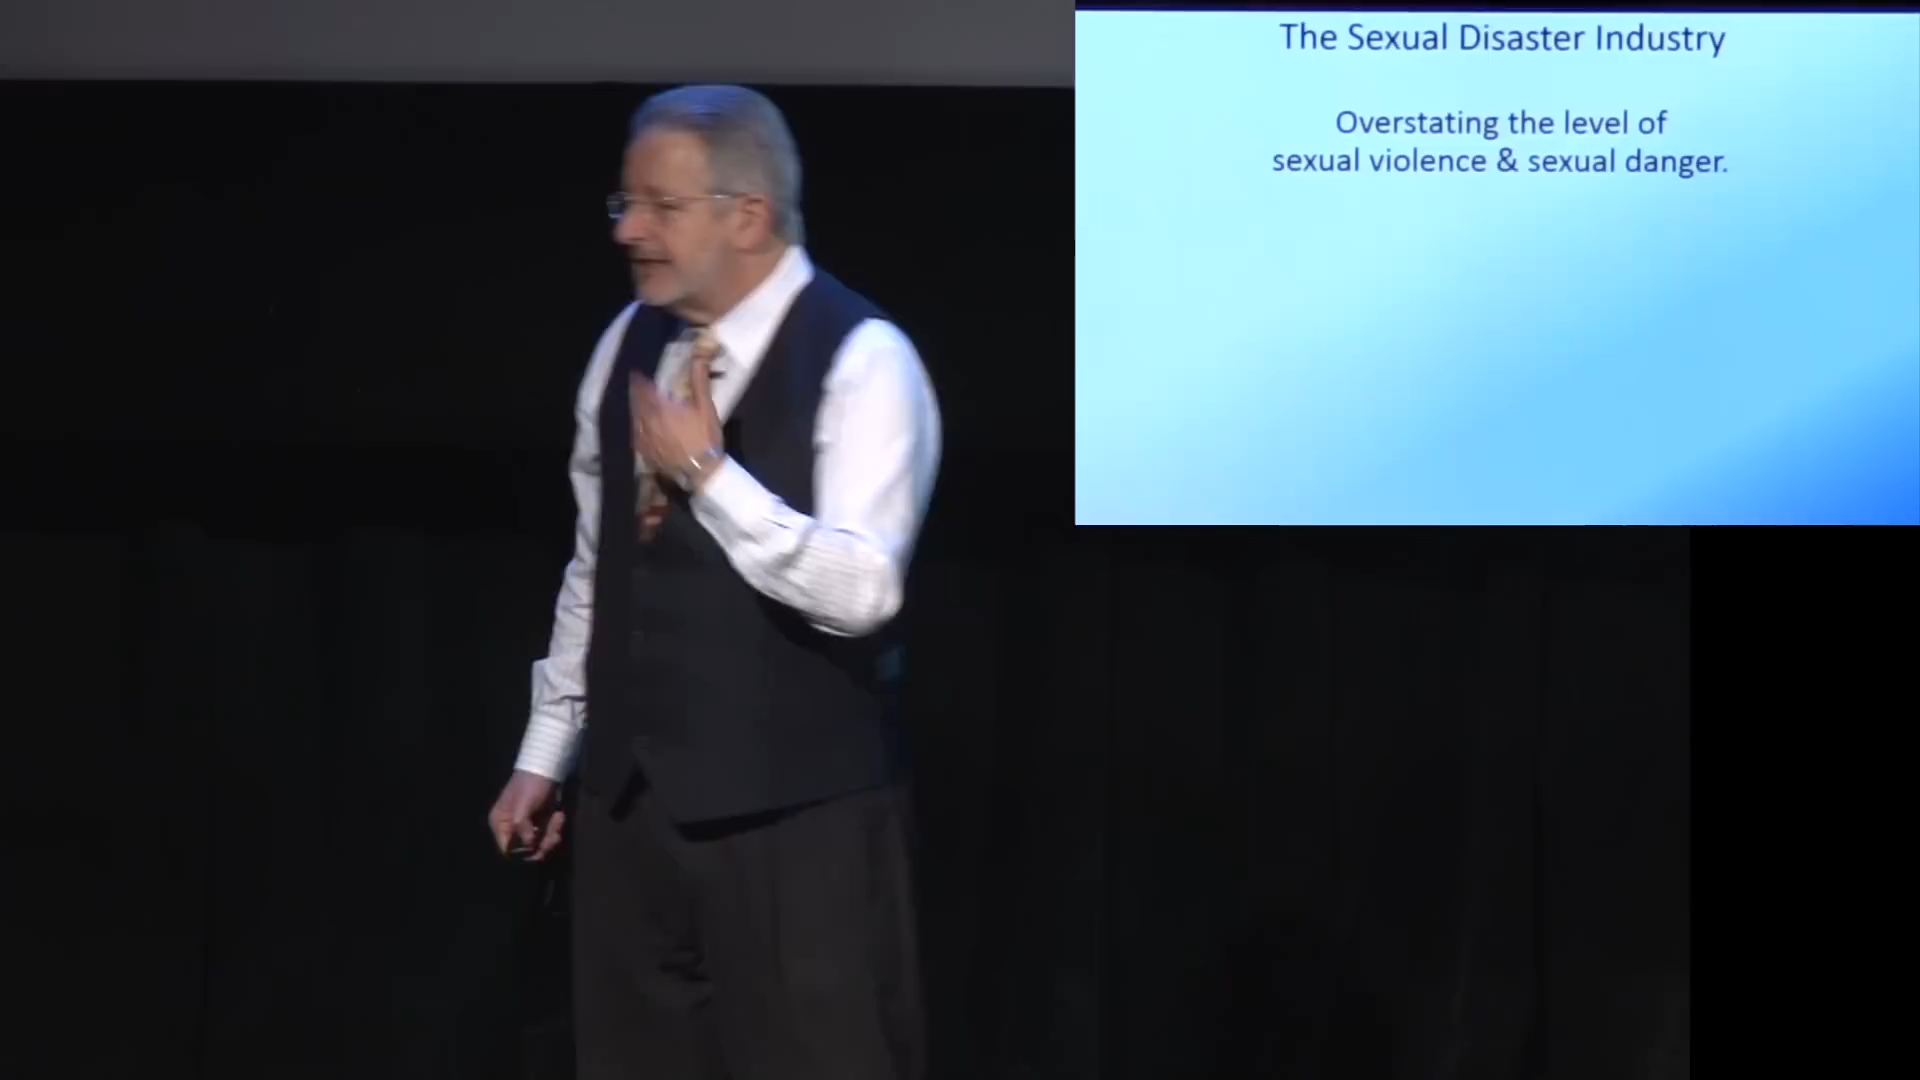 The Sexual Disaster Industry
Overstating the level of
sexual violence & sexual danger.